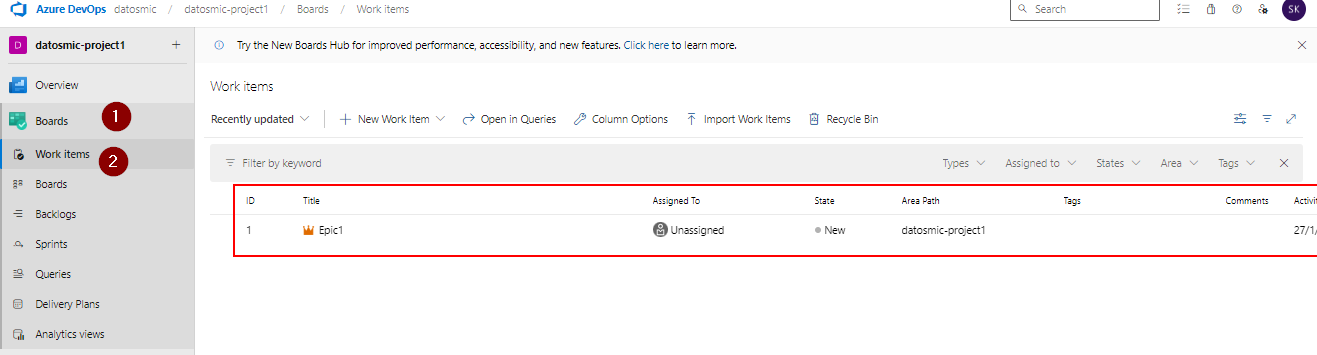 Azure DevOps datosmic / datosmic-project1 / Boards / Work items Search SK
D datosmic-project1 +
Try the New Boards Hub for improved performance, accessibility, and new features. Click here to learn more.
Overview
Boards 1
Work items 2
Boards
Backlogs
Sprints
Queries
Delivery Plans
Analytics views
Work items
Recently updated New Work Item Open in Queries Column Options Import Work Items Recycle Bin
Filter by keyword Types Assigned to States Area Tags
ID Title Assigned To State Area Path Tags Comments Activi
1 Epic1 Unassigned New datosmic-project1 27/1/